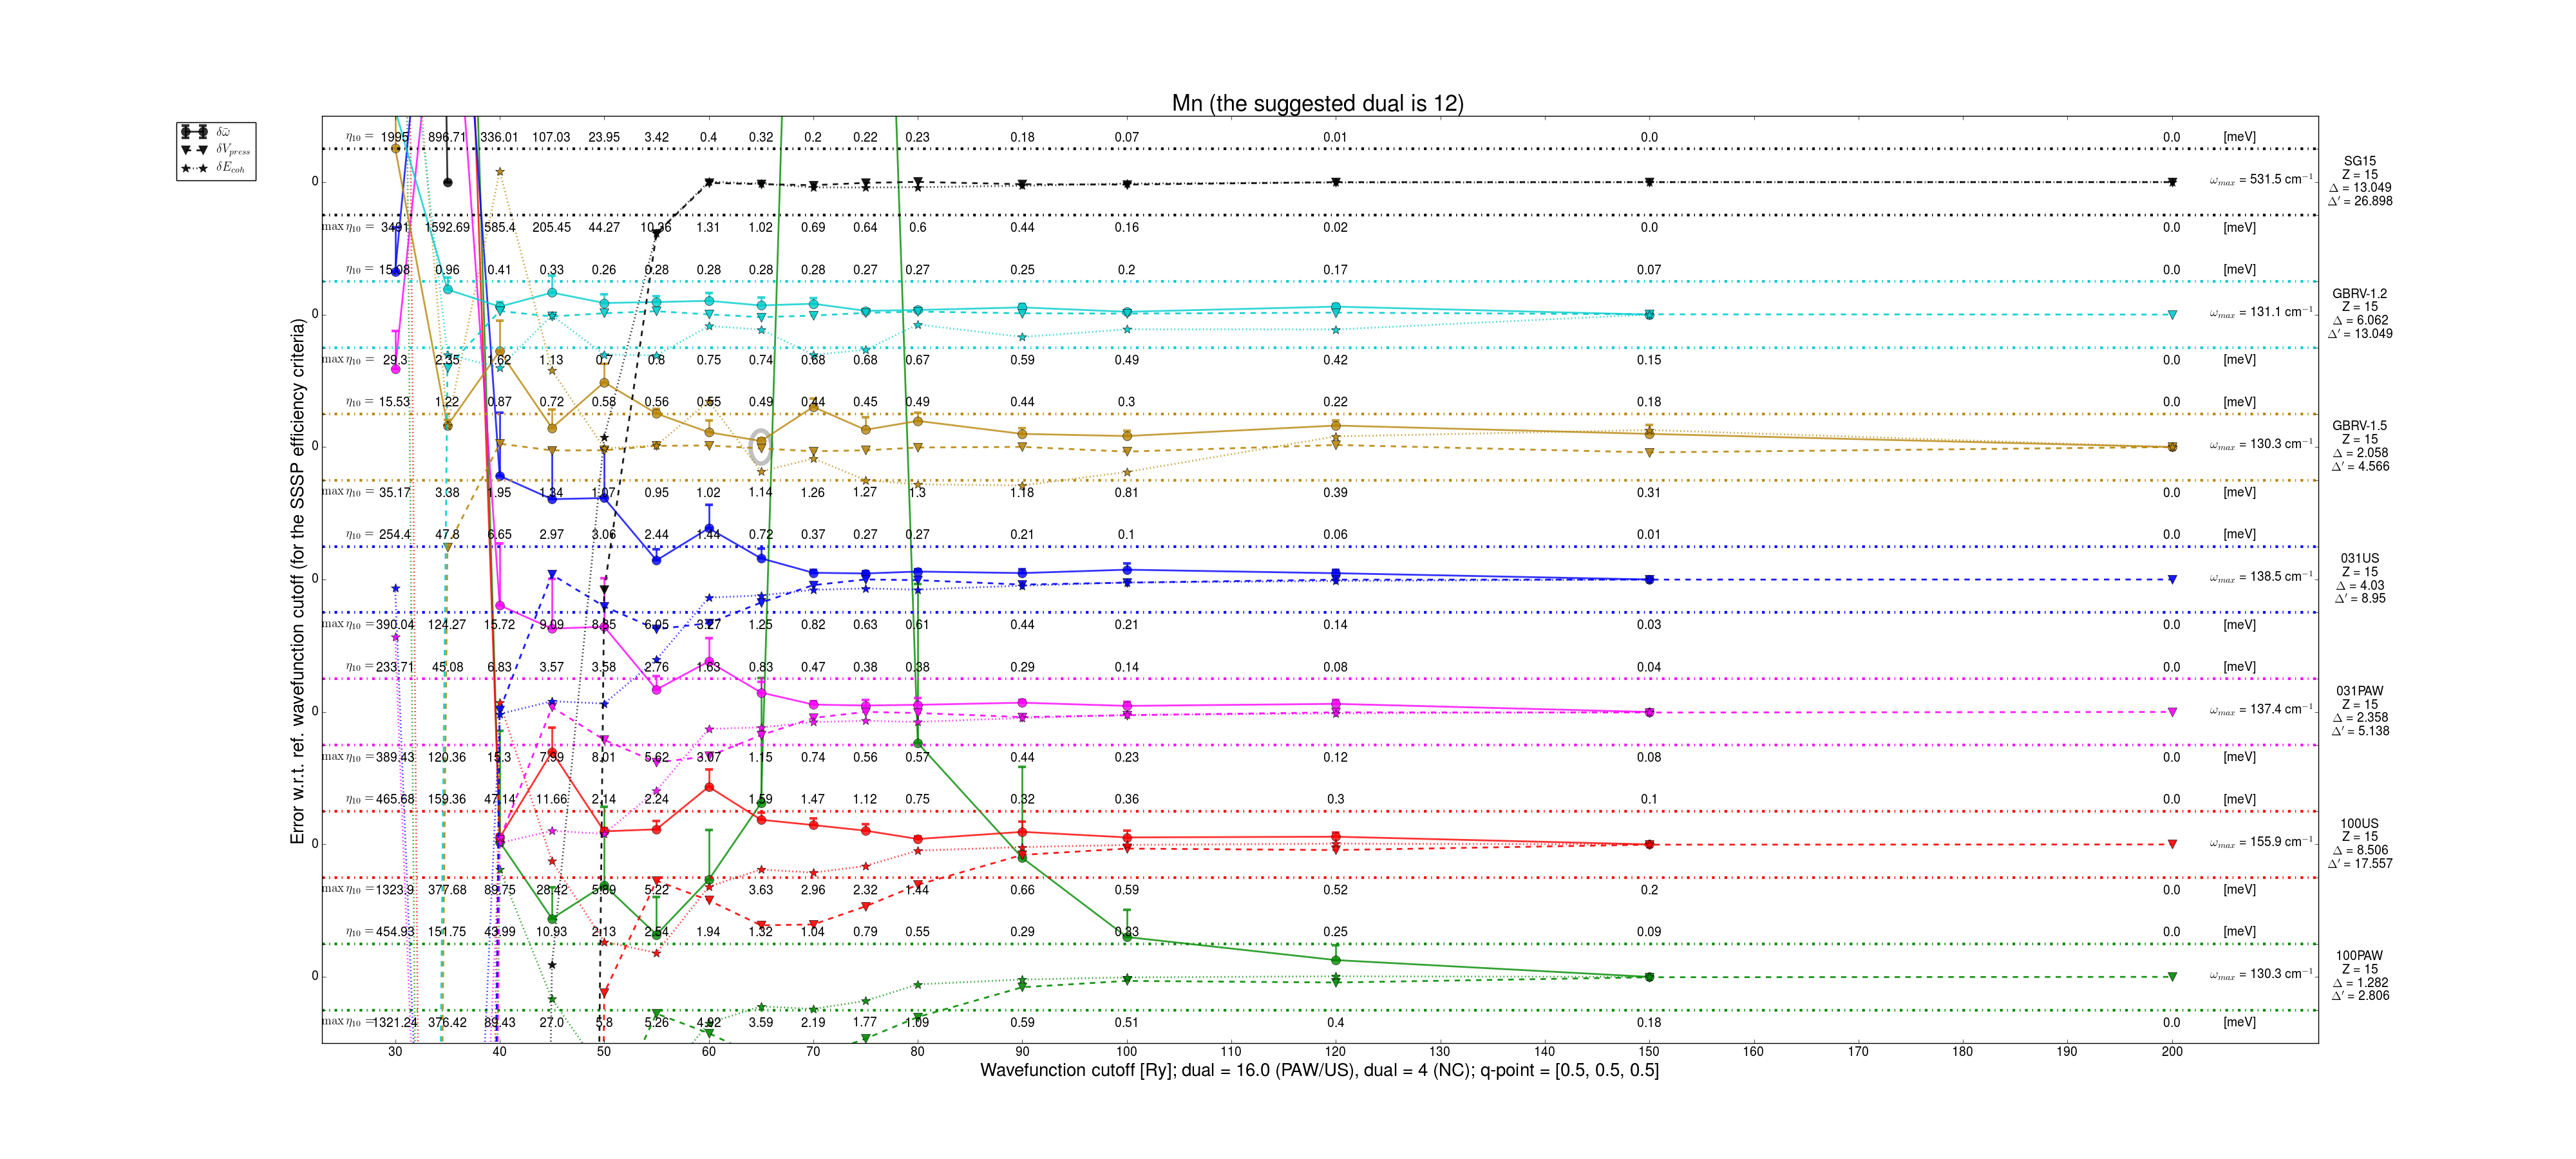 Mn (the suggested dual is 12)
δω̄
δV_press
δE_coh
Error w.r.t. ref. wavefunction cutoff (for the SSSP efficiency criteria)
η₁₀ = 1995 896.71 336.01 107.03 23.95 3.42 0.4 0.32 0.2 0.22 0.23 0.18 0.07 0.01 0.0 0.0 [meV]
0
ω_max = 531.5 cm⁻¹
SG15
Z = 15
Δ = 13.049
Δ′ = 26.898
max η₁₀ = 3491 1592.69 585.4 205.45 44.27 10.36 1.31 1.02 0.69 0.64 0.6 0.44 0.16 0.02 0.0 0.0 [meV]
η₁₀ = 15.08 0.96 0.41 0.33 0.26 0.28 0.28 0.28 0.28 0.27 0.27 0.25 0.2 0.17 0.07 0.0 [meV]
0
ω_max = 131.1 cm⁻¹
GBRV-1.2
Z = 15
Δ = 6.062
Δ′ = 13.049
max η₁₀ = 29.3 2.35 1.62 1.13 0.7 0.8 0.75 0.74 0.68 0.68 0.67 0.59 0.49 0.42 0.15 0.0 [meV]
η₁₀ = 15.53 1.22 0.87 0.72 0.58 0.56 0.55 0.49 0.44 0.45 0.49 0.44 0.3 0.22 0.18 0.0 [meV]
0
ω_max = 130.3 cm⁻¹
GBRV-1.5
Z = 15
Δ = 2.058
Δ′ = 4.566
max η₁₀ = 35.17 3.38 1.95 1.34 1.07 0.95 1.02 1.14 1.26 1.27 1.3 1.18 0.81 0.39 0.31 0.0 [meV]
η₁₀ = 254.4 47.8 6.65 2.97 3.06 2.44 1.44 0.72 0.37 0.27 0.27 0.21 0.1 0.06 0.01 0.0 [meV]
0
ω_max = 138.5 cm⁻¹
031US
Z = 15
Δ = 4.03
Δ′ = 8.95
max η₁₀ = 390.04 124.27 15.72 9.09 8.85 6.05 3.27 1.25 0.82 0.63 0.61 0.44 0.21 0.14 0.03 0.0 [meV]
η₁₀ = 233.71 45.08 6.83 3.57 3.58 2.76 1.63 0.83 0.47 0.38 0.38 0.29 0.14 0.08 0.04 0.0 [meV]
0
ω_max = 137.4 cm⁻¹
031PAW
Z = 15
Δ = 2.358
Δ′ = 5.138
max η₁₀ = 389.43 120.36 15.3 7.99 8.01 5.62 3.07 1.15 0.74 0.56 0.57 0.44 0.23 0.12 0.08 0.0 [meV]
η₁₀ = 465.68 159.36 47.14 11.66 2.14 2.24 1.59 1.47 1.12 0.75 0.32 0.36 0.3 0.1 0.0 [meV]
0
ω_max = 155.9 cm⁻¹
100US
Z = 15
Δ = 8.506
Δ′ = 17.557
max η₁₀ = 1323.9 377.68 89.75 28.42 5.89 5.22 3.63 2.96 2.32 1.44 0.66 0.59 0.52 0.2 0.0 [meV]
η₁₀ = 454.93 151.75 43.99 10.93 2.13 2.54 1.94 1.32 1.04 0.79 0.55 0.29 0.33 0.25 0.09 0.0 [meV]
0
ω_max = 130.3 cm⁻¹
100PAW
Z = 15
Δ = 1.282
Δ′ = 2.806
max η₁₀ = 1321.24 376.42 89.43 27.0 5.8 5.26 4.92 3.59 2.19 1.77 1.09 0.59 0.51 0.4 0.18 0.0 [meV]
30 40 50 60 70 80 90 100 110 120 130 140 150 160 170 180 190 200
Wavefunction cutoff [Ry]; dual = 16.0 (PAW/US), dual = 4 (NC); q-point = [0.5, 0.5, 0.5]